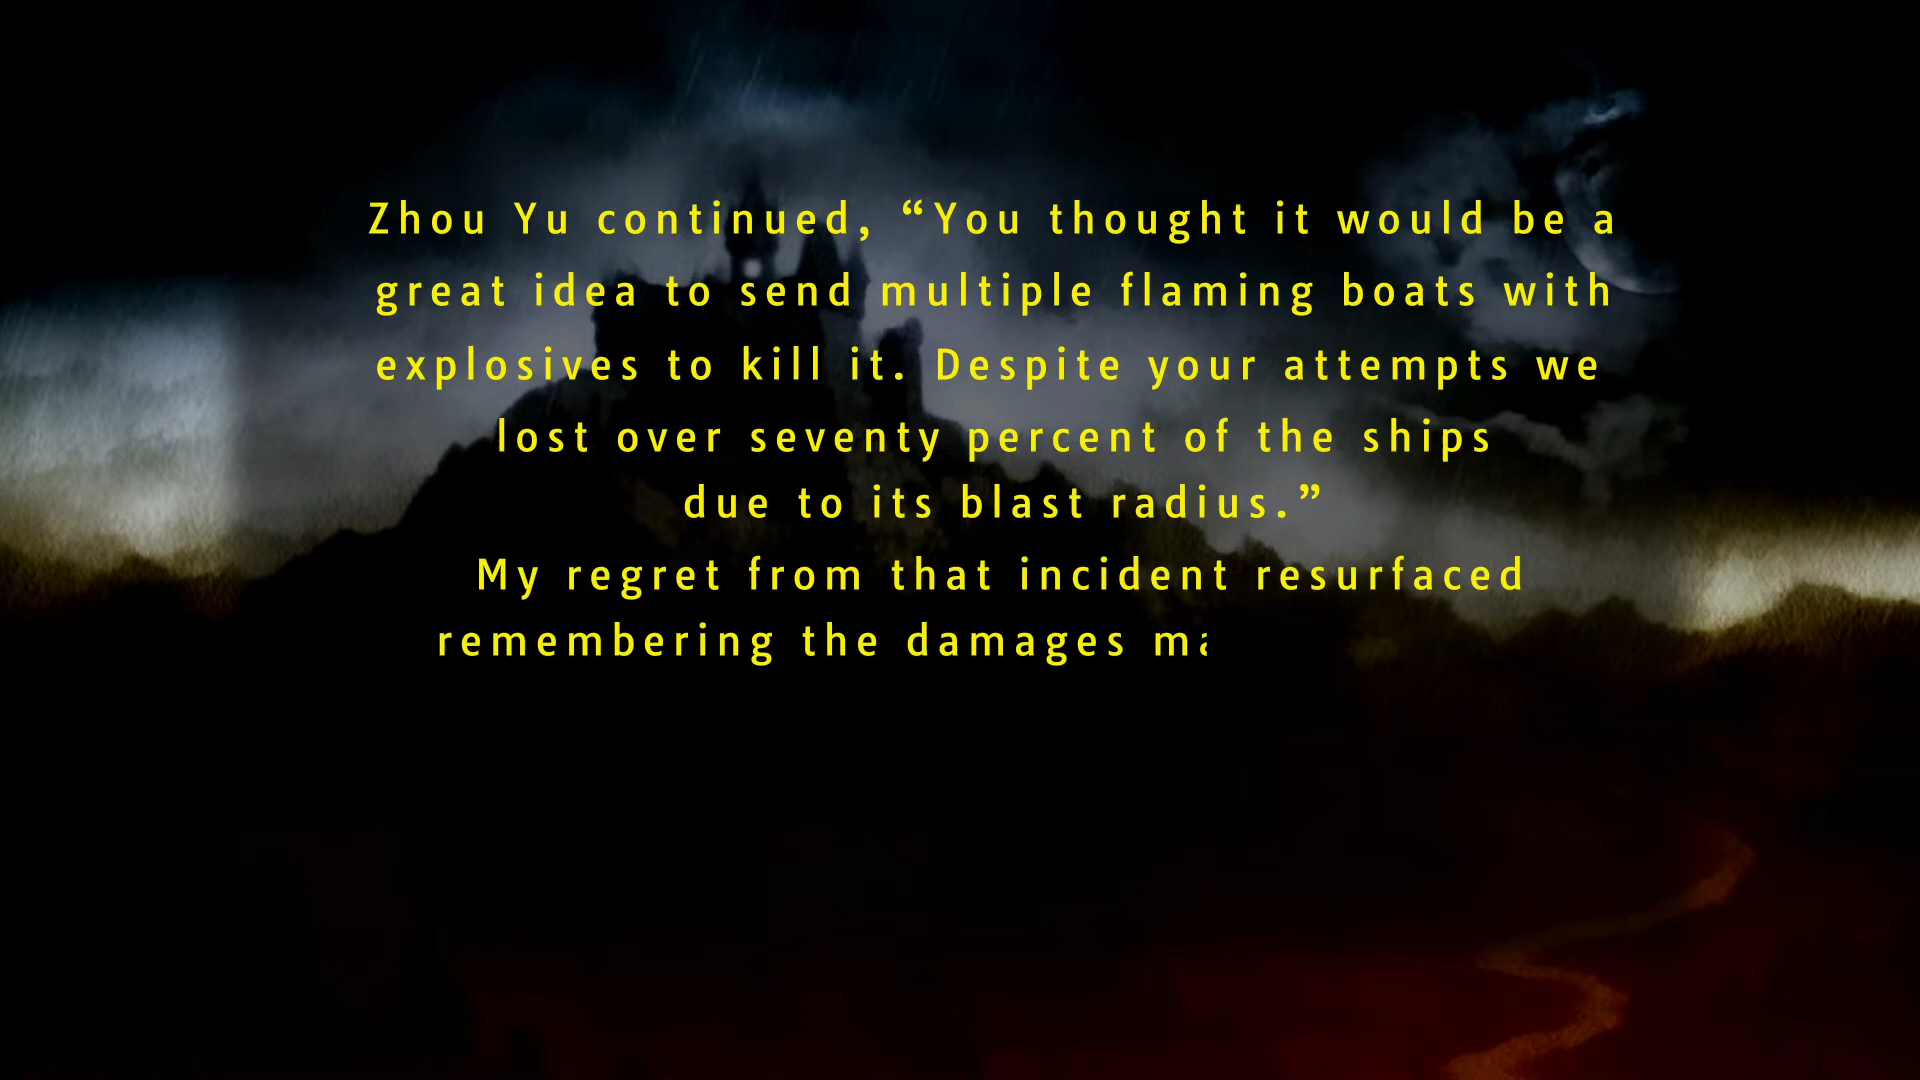 Zhou Yu continued, “You thought it would be a
great idea to send multiple flaming boats with
explosives to kill it. Despite your attempts we
lost over seventy percent of the ships
due to its blast radius.”
My regret from that incident resurfaced
remembering the damages